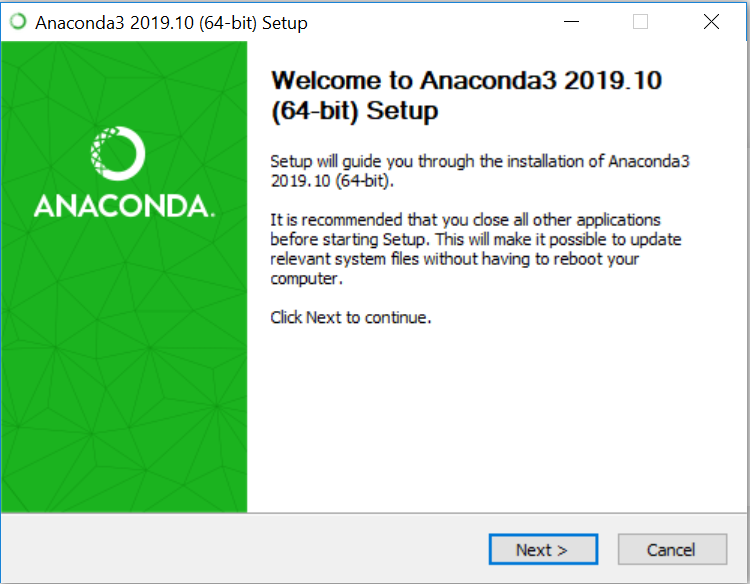 Anaconda3 2019.10 (64-bit) Setup
Welcome to Anaconda3 2019.10
(64-bit) Setup
ANACONDA.
Setup will guide you through the installation of Anaconda3
2019.10 (64-bit).
It is recommended that you close all other applications
before starting Setup. This will make it possible to update
relevant system files without having to reboot your
computer.
Click Next to continue.
Next >
Cancel